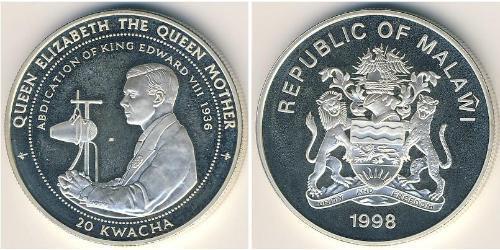 QUEEN ELIZABETH THE QUEEN MOTHER
ABDICATION OF KING EDWARD VIII, 1936
20 KWACHA
REPUBLIC OF MALAŴI
UNITY AND FREEDOM
1998